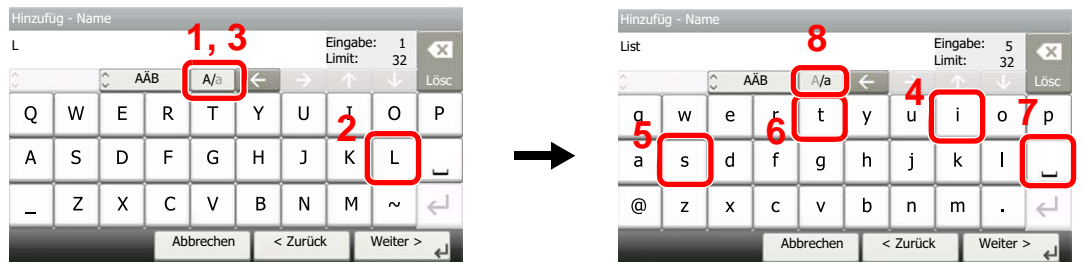 Hinzufüg - Name
L
1, 3
Eingabe: 1
Limit: 32
AÄB
A/a
Lösc
Q W E R T Y U I O P
2
A S D F G H J K L
_ Z X C V B N M ~
Abbrechen
< Zurück
Weiter >
Hinzufüg - Name
List
8
Eingabe: 5
Limit: 32
AÄB
A/a
Lösc
4
q w e r t y u i o p
5
6
7
a s d f g h j k l
@ z x c v b n m .
Abbrechen
< Zurück
Weiter >